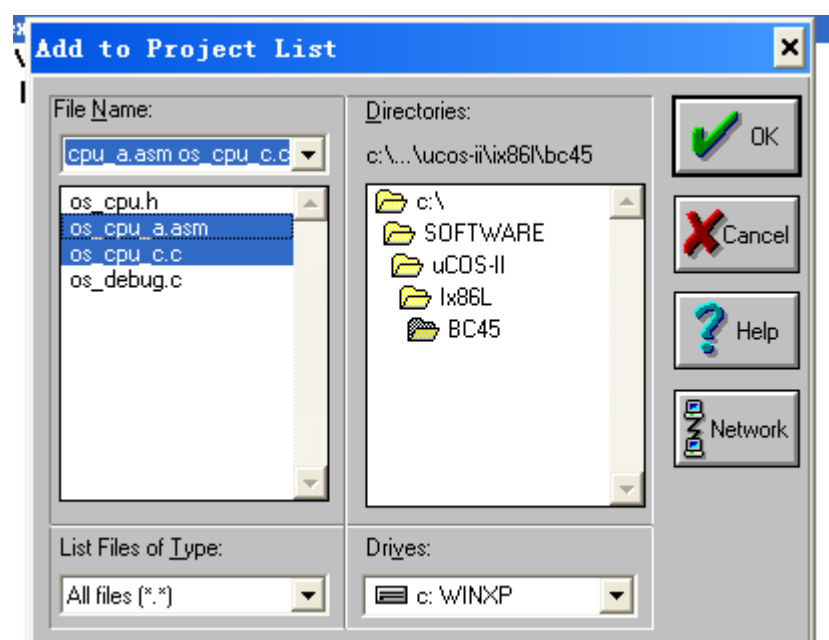 Add to Project List
File Name:
cpu_a.asm os_cpu_c.c
os_cpu.h
os_cpu_a.asm
os_cpu_c.c
os_debug.c
List Files of Type:
All files (*.*)
Directories:
c:\...\ucos-ii\ix86l\bc45
c:\
SOFTWARE
uCOS-II
Ix86L
BC45
Drives:
c: WINXP
OK
Cancel
Help
Network